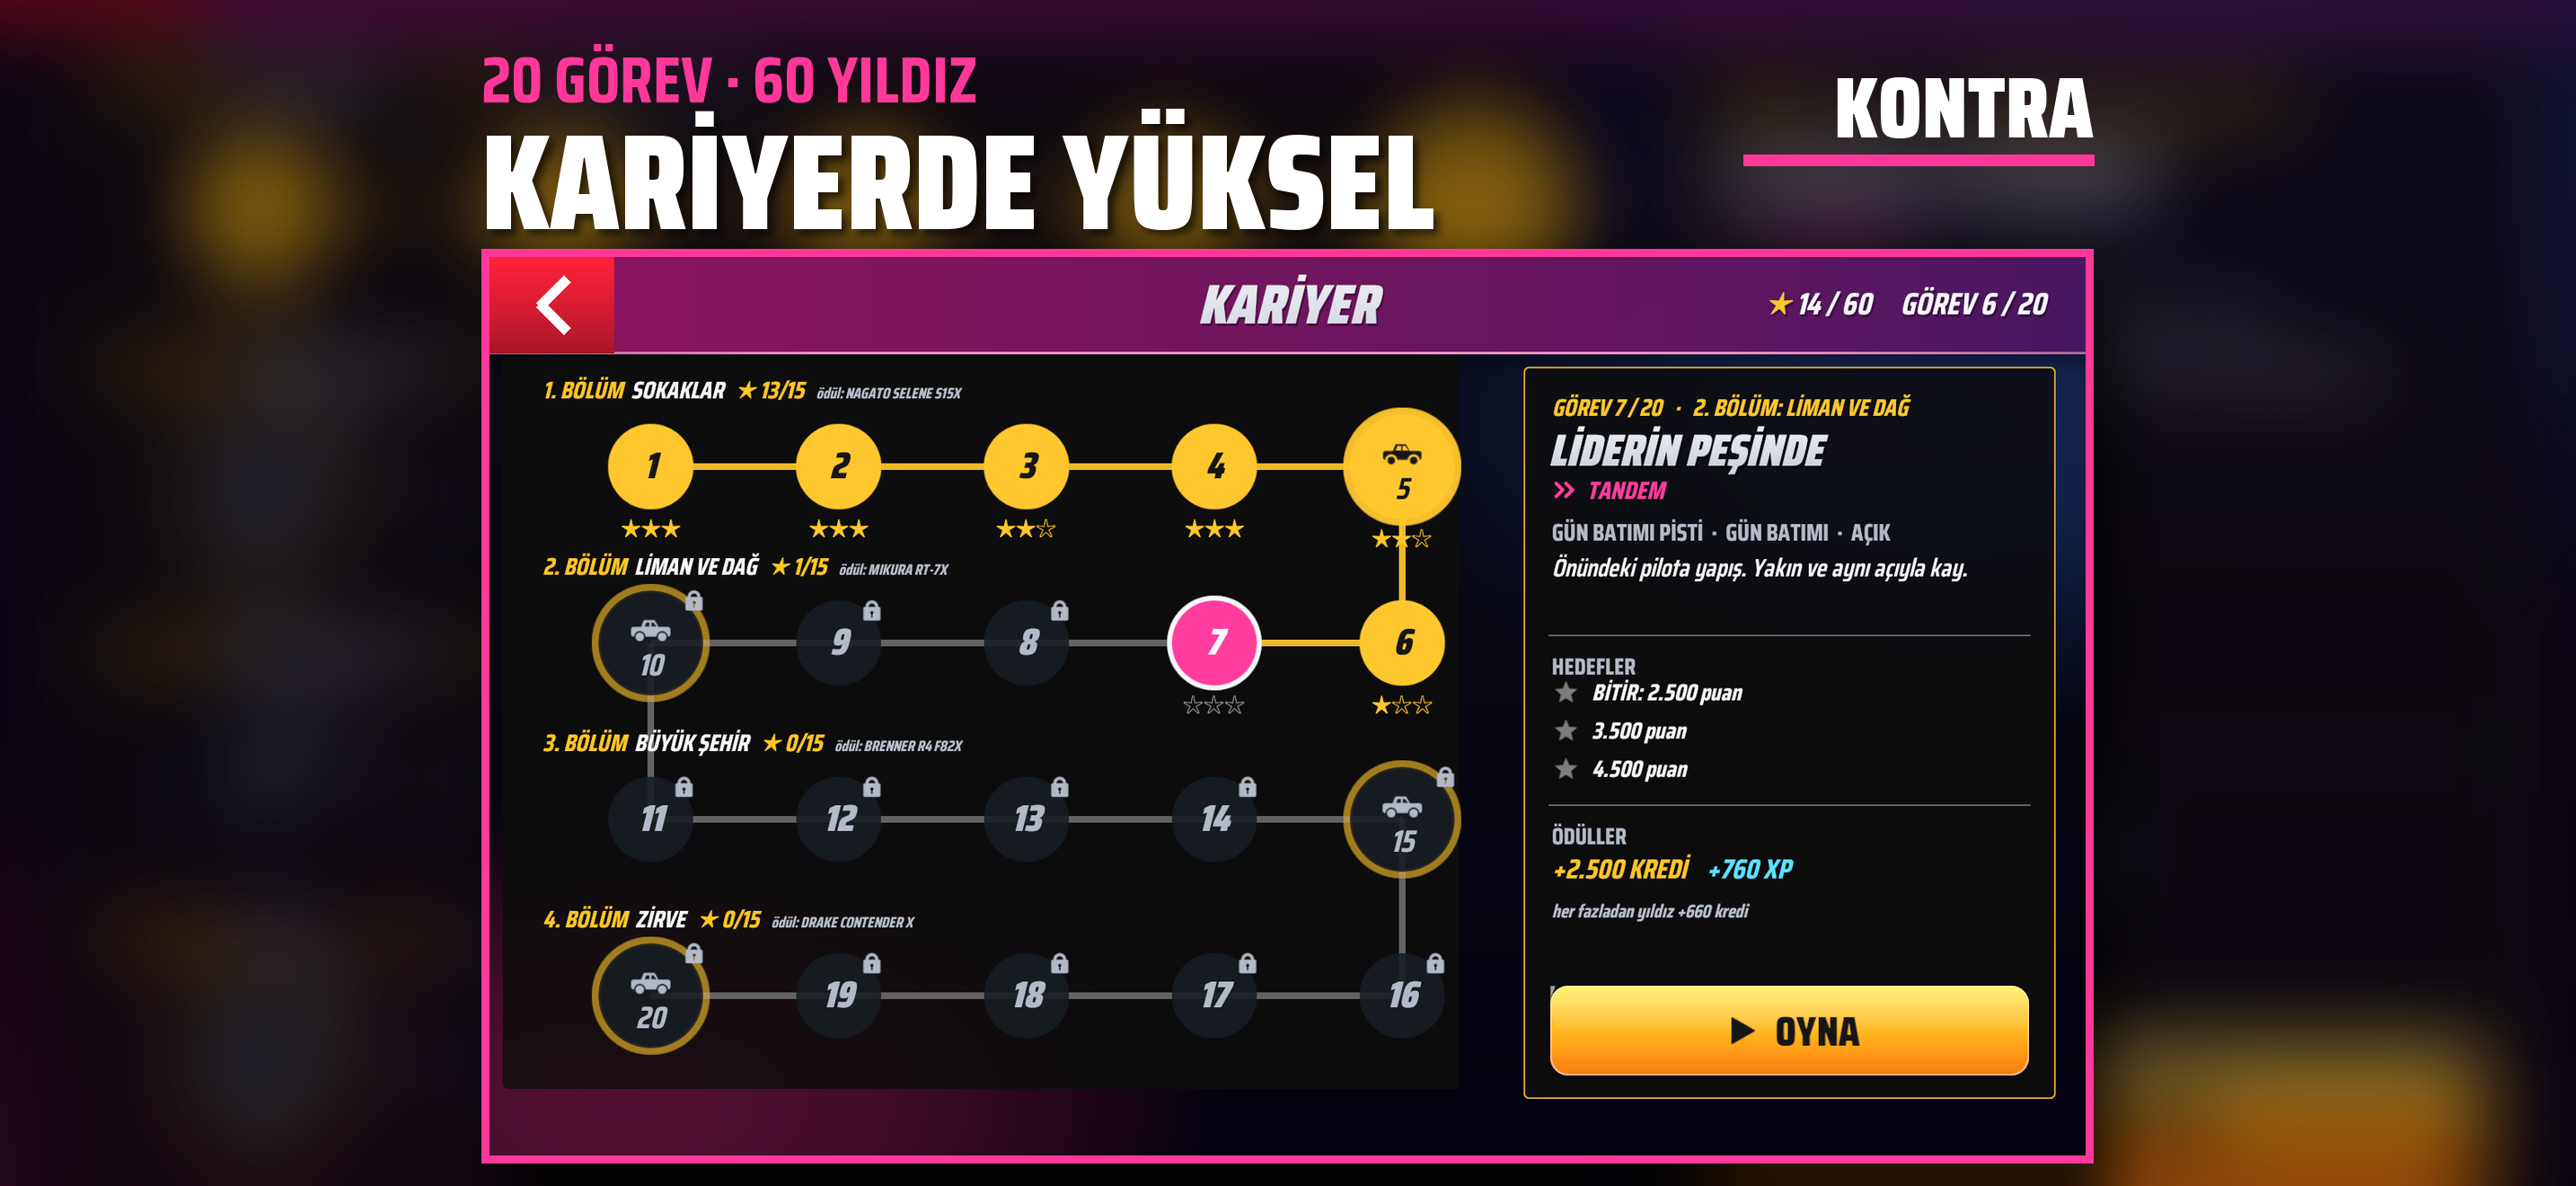 20 GÖREV · 60 YILDIZ
KARİYERDE YÜKSEL
KONTRA
KARİYER
★ 14 / 60 GÖREV 6 / 20
1. BÖLÜM SOKAKLAR ★ 13/15 ödül: NAGATO SELENE S15X
1
2
3
4
5
★★★
★★★
★★☆
★★★
★★☆
2. BÖLÜM LİMAN VE DAĞ ★ 1/15 ödül: MIKURA RT-7X
10
9
8
7
6
☆☆☆
★☆☆
3. BÖLÜM BÜYÜK ŞEHİR ★ 0/15 ödül: BRENNER R4 F82X
11
12
13
14
15
4. BÖLÜM ZİRVE ★ 0/15 ödül: DRAKE CONTENDER X
20
19
18
17
16
GÖREV 7 / 20 · 2. BÖLÜM: LİMAN VE DAĞ
LİDERİN PEŞİNDE
TANDEM
GÜN BATIMI PİSTİ · GÜN BATIMI · AÇIK
Önündeki pilota yapış. Yakın ve aynı açıyla kay.
HEDEFLER
★ BİTİR: 2.500 puan
★ 3.500 puan
★ 4.500 puan
ÖDÜLLER
+2.500 KREDİ +760 XP
her fazladan yıldız +660 kredi
OYNA